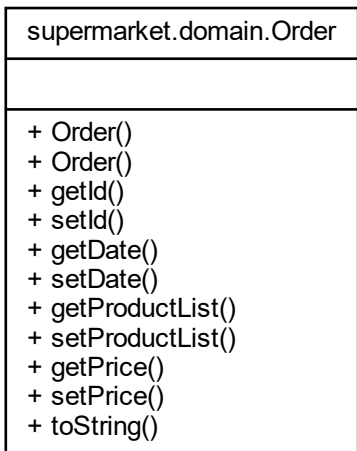 supermarket.domain.Order
+ Order()
+ Order()
+ getId()
+ setId()
+ getDate()
+ setDate()
+ getProductList()
+ setProductList()
+ getPrice()
+ setPrice()
+ toString()